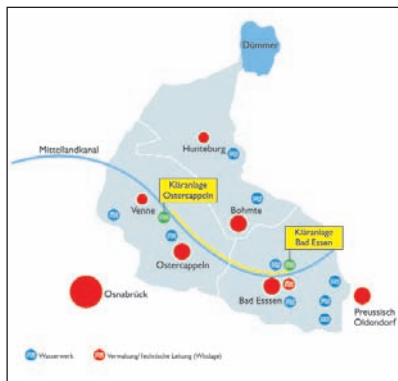 Dümmer
Hunteburg
Mittellandkanal
Kläranlage
Ostercappeln
Venne
Bohmte
Kläranlage
Bad Essen
Ostercappeln
Osnabrück
Bad Esssen
Preussisch
Öldendorf
Wasserwerk
Verwaltung/Technische Leitung (Wittlage)